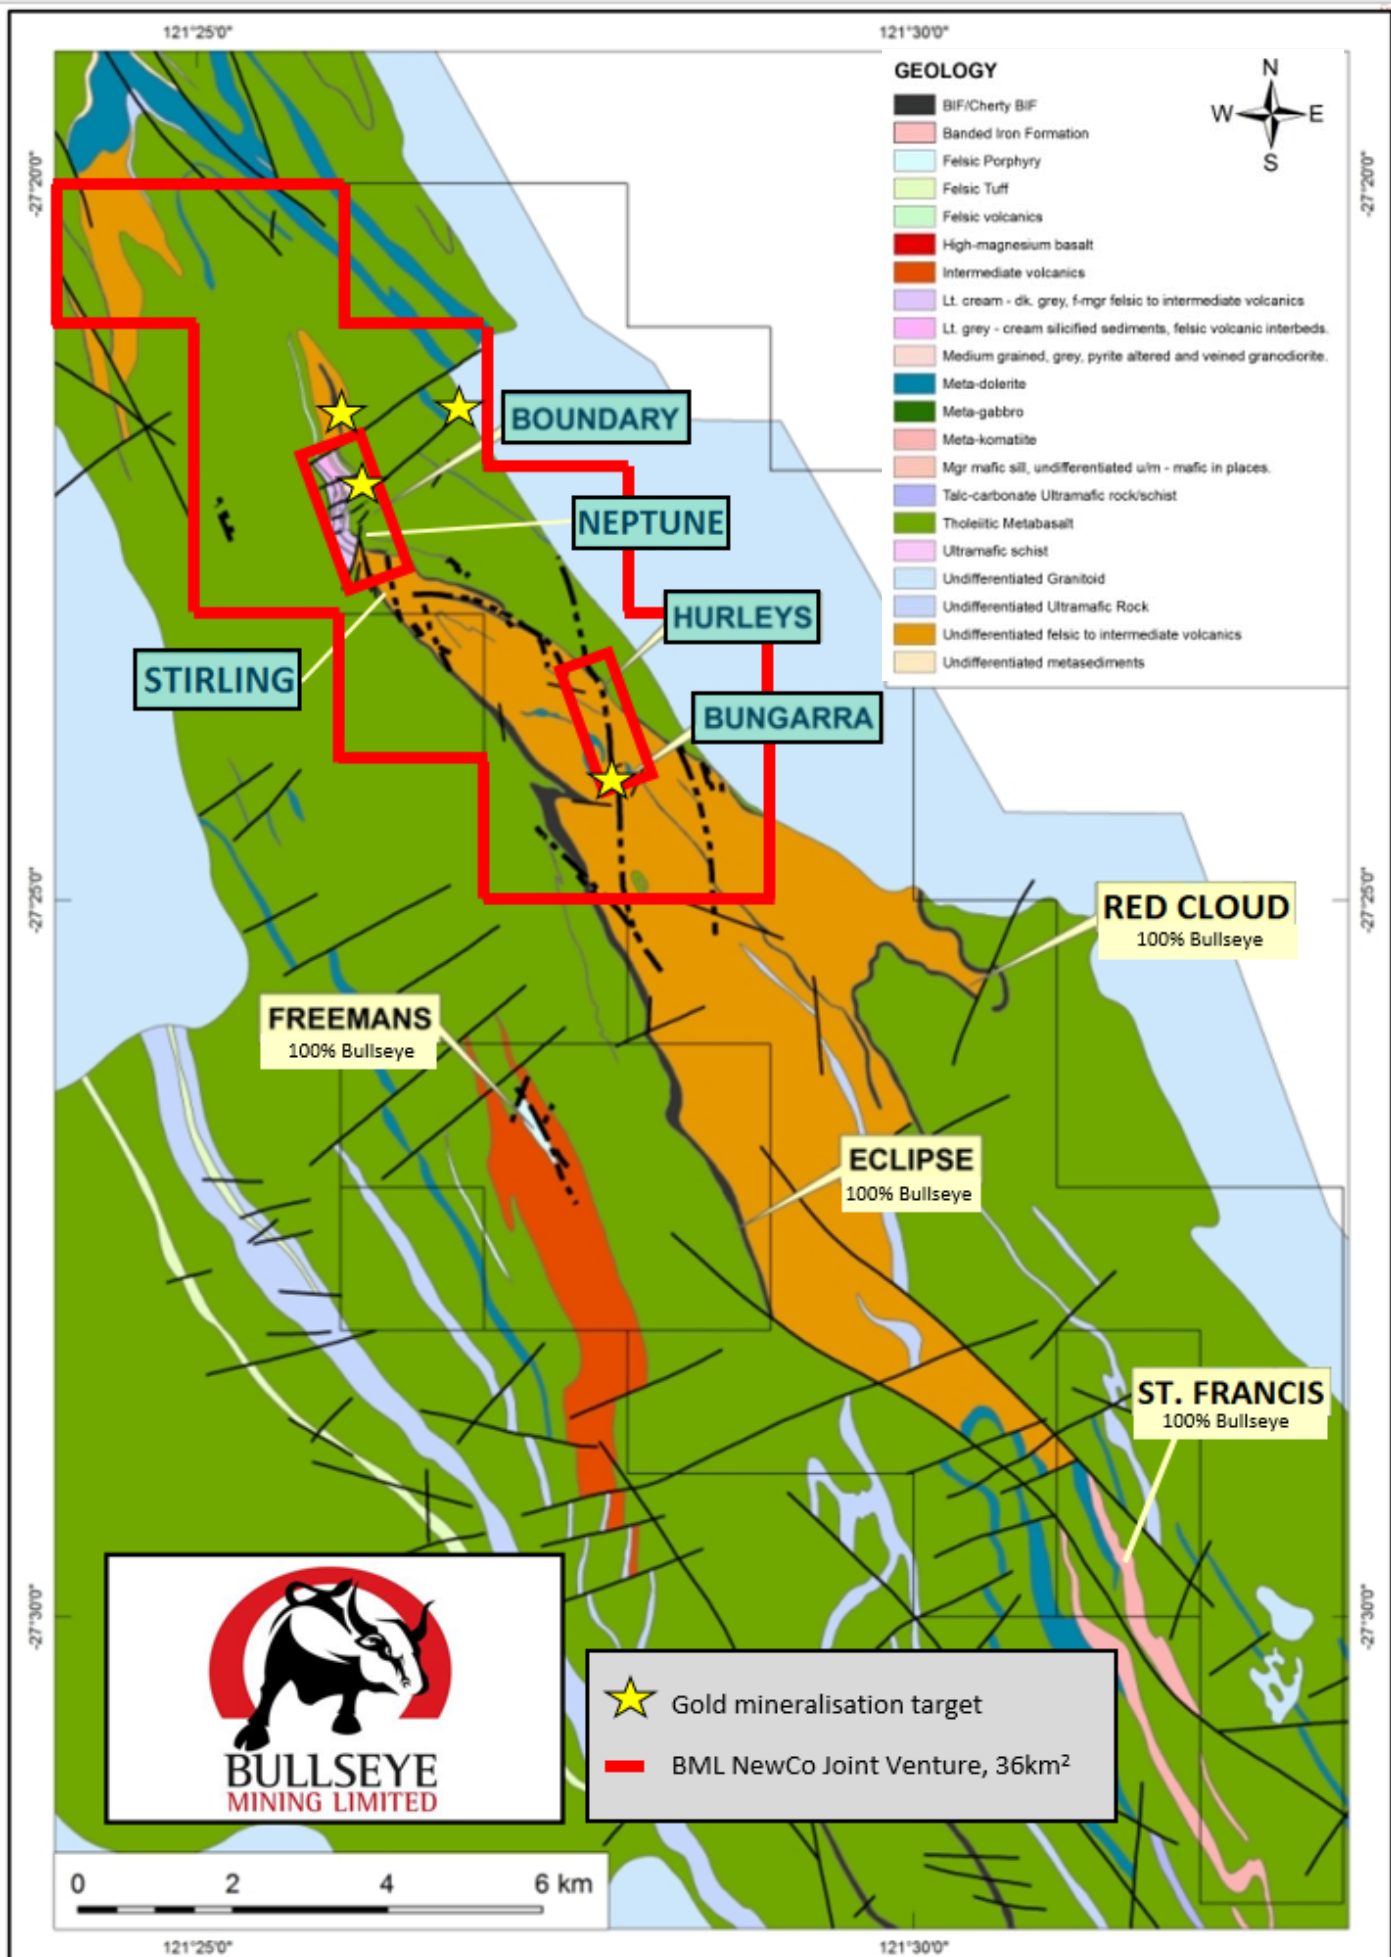 121°25'0"
121°30'0"
-27°20'0"
-27°20'0"
GEOLOGY
N
W
E
S
BIF/Cherty BIF
Banded Iron Formation
Felsic Porphyry
Felsic Tuff
Felsic volcanics
High-magnesium basalt
Intermediate volcanics
Lt. cream - dk. grey, f-mgr felsic to intermediate volcanics
Lt. grey - cream silicified sediments, felsic volcanic interbeds.
Medium grained, grey, pyrite altered and veined granodiorite.
Meta-dolerite
Meta-gabbro
Meta-komatiite
Mgr mafic sill, undifferentiated u/m - mafic in places.
Talc-carbonate Ultramafic rock/schist
Tholeiitic Metabasalt
Ultramafic schist
Undifferentiated Granitoid
Undifferentiated Ultramafic Rock
Undifferentiated felsic to intermediate volcanics
Undifferentiated metasediments
BOUNDARY
NEPTUNE
HURLEYS
STIRLING
BUNGARRA
-27°25'0"
-27°25'0"
RED CLOUD
100% Bullseye
FREEMANS
100% Bullseye
ECLIPSE
100% Bullseye
ST. FRANCIS
100% Bullseye
-27°30'0"
-27°30'0"
BULLSEYE
MINING LIMITED
Gold mineralisation target
BML NewCo Joint Venture, 36km²
0 2 4 6 km
121°25'0"
121°30'0"